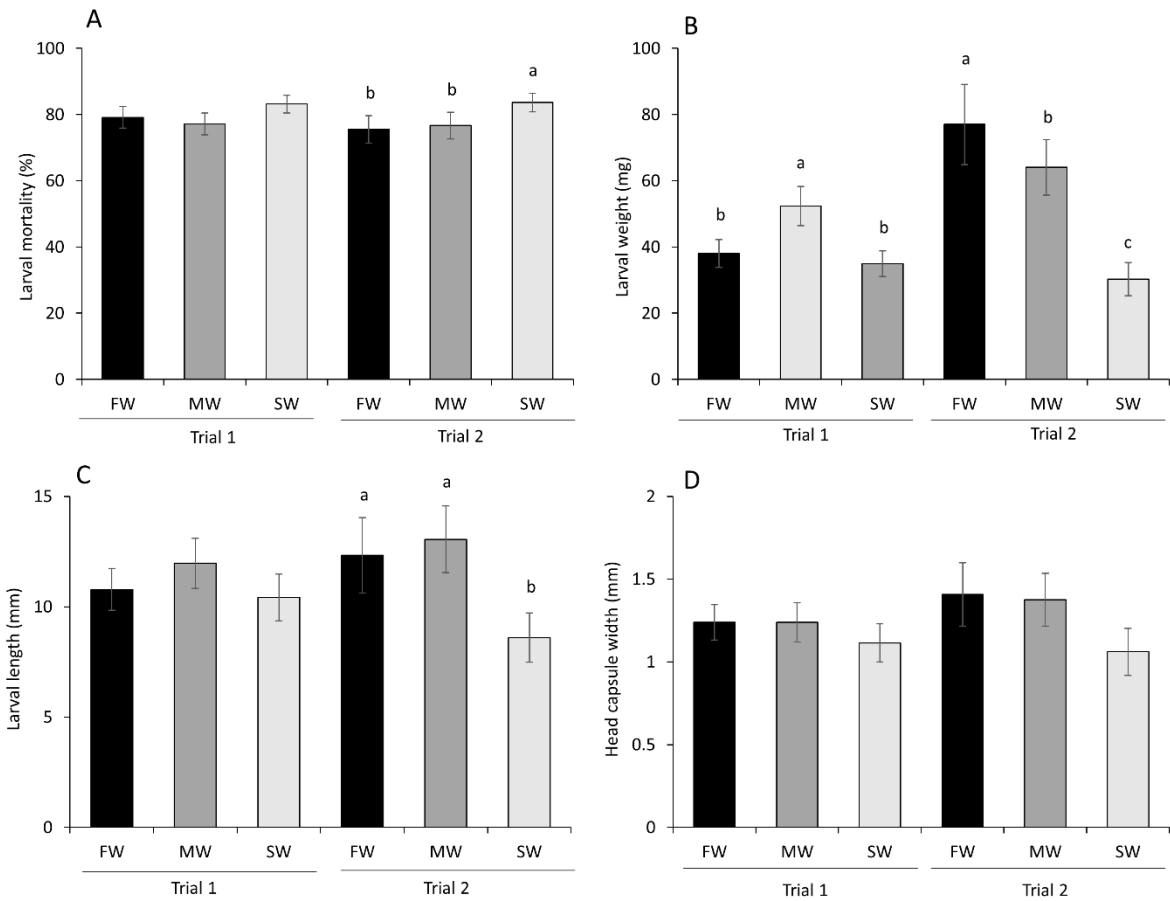 A
Larval mortality (%)
100
80
60
40
20
0
b
b
a
FW MW SW FW MW SW
Trial 1 Trial 2
B
Larval weight (mg)
100
80
60
40
20
0
b
a
b
a
b
c
FW MW SW FW MW SW
Trial 1 Trial 2
C
Larval length (mm)
15
10
5
0
a
a
b
FW MW SW FW MW SW
Trial 1 Trial 2
D
Head capsule width (mm)
2
1.5
1
0.5
0
FW MW SW FW MW SW
Trial 1 Trial 2